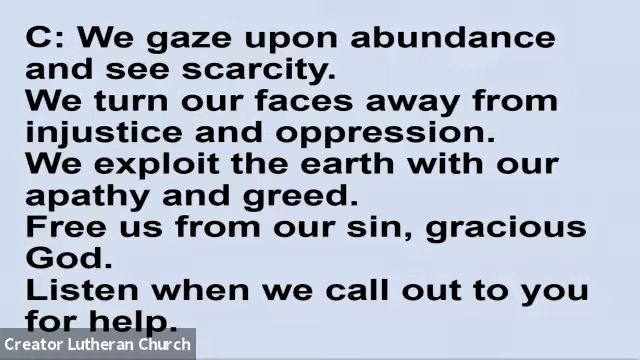 C: We gaze upon abundance
and see scarcity.
We turn our faces away from
injustice and oppression.
We exploit the earth with our
apathy and greed.
Free us from our sin, gracious
God.
Listen when we call out to you
for help.
Creator Lutheran Church